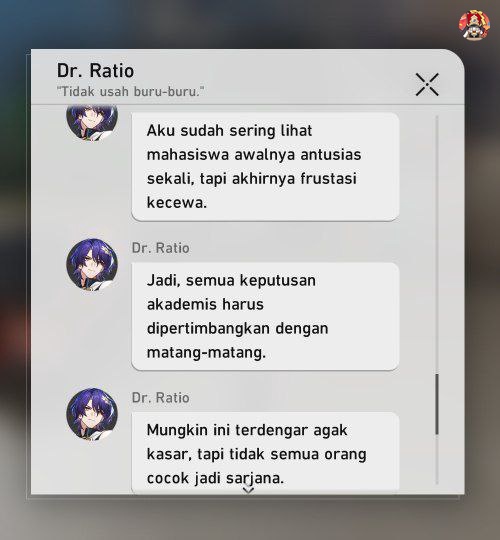 Dr. Ratio
"Tidak usah buru-buru."
Aku sudah sering lihat
mahasiswa awalnya antusias
sekali, tapi akhirnya frustasi
kecewa.
Dr. Ratio
Jadi, semua keputusan
akademis harus
dipertimbangkan dengan
matang-matang.
Dr. Ratio
Mungkin ini terdengar agak
kasar, tapi tidak semua orang
cocok jadi sarjana.